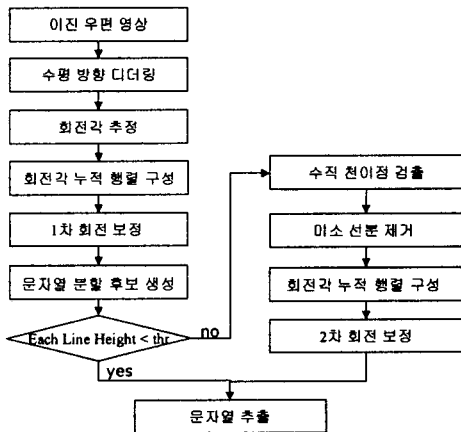 이진 우편 영상
수평 방향 디더링
회전각 추정
회전각 누적 행렬 구성
1차 회전 보정
문자열 분할 후보 생성
Each Line Height < thr
no
yes
수직 천이점 검출
미소 선분 제거
회전각 누적 행렬 구성
2차 회전 보정
문자열 추출